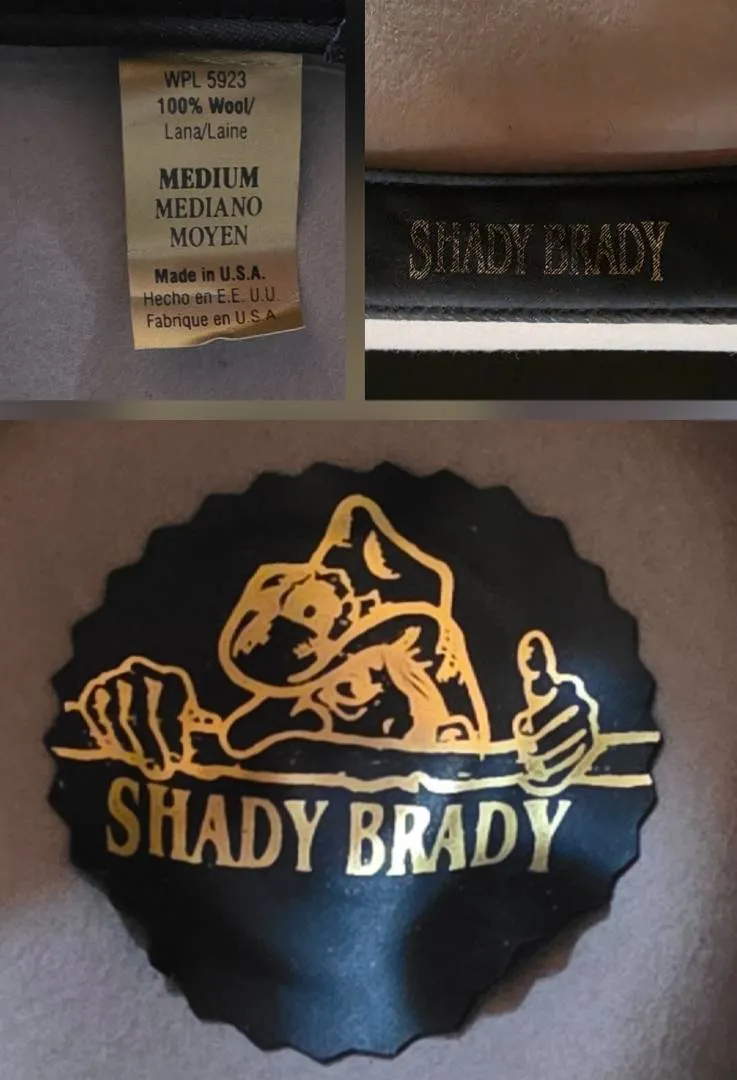 WPL 5923
100% Wool/
Lana/Laine
MEDIUM
MEDIANO
MOYEN
Made in U.S.A.
Hecho en E.E. U.U.
Fabrique en U.S.A.
SHADY BRADY
SHADY BRADY